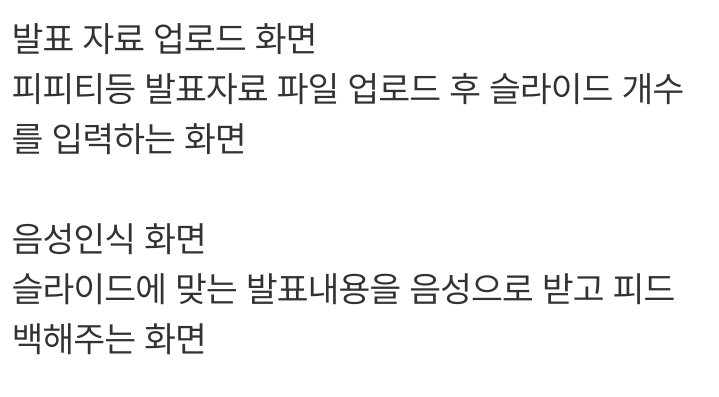 발표 자료 업로드 화면
피피티등 발표자료 파일 업로드 후 슬라이드 개수
를 입력하는 화면
음성인식 화면
슬라이드에 맞는 발표내용을 음성으로 받고 피드
백해주는 화면